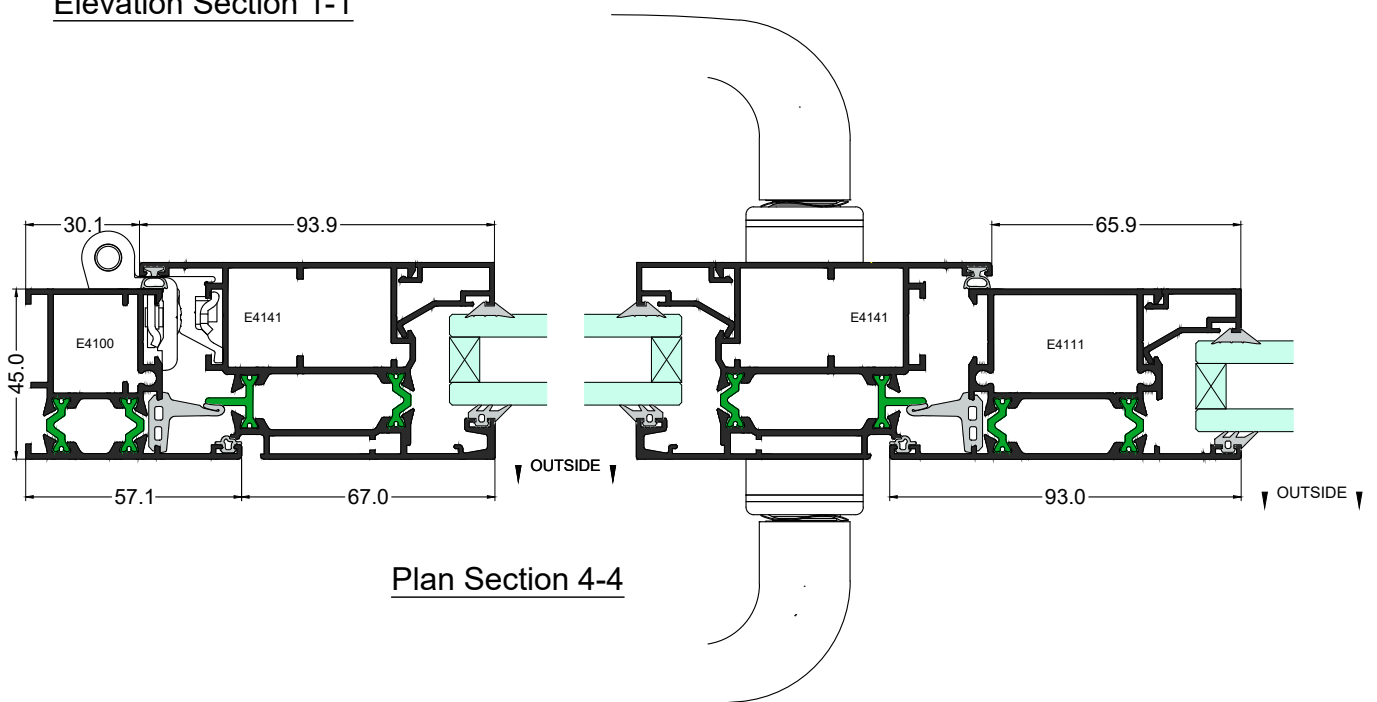 Elevation Section 1-1
30.1
93.9
65.9
E4141
E4141
E4100
E4111
45.0
OUTSIDE
OUTSIDE
57.1
67.0
93.0
Plan Section 4-4